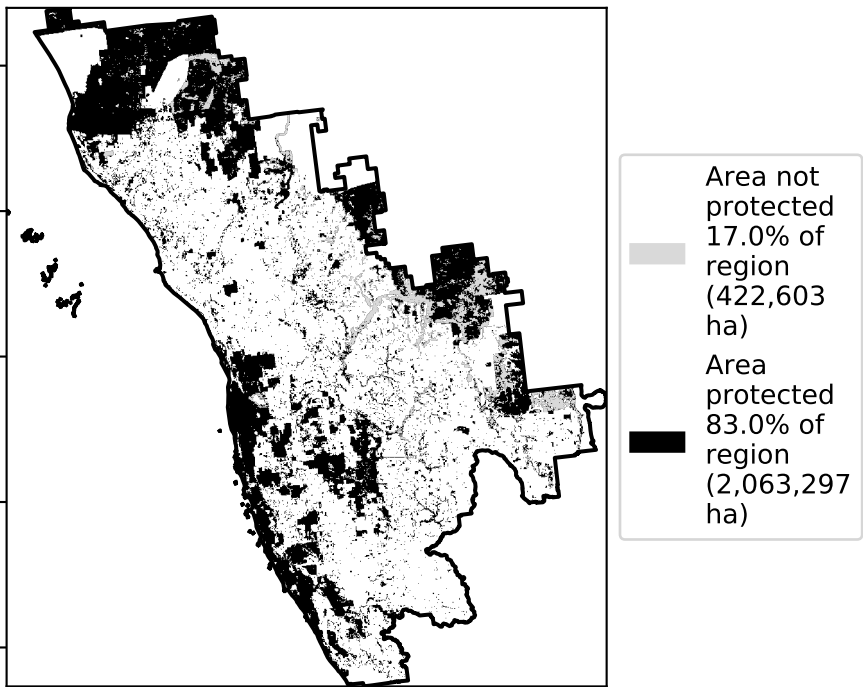 Area not
protected
17.0% of
region
(422,603
ha)
Area
protected
83.0% of
region
(2,063,297
ha)